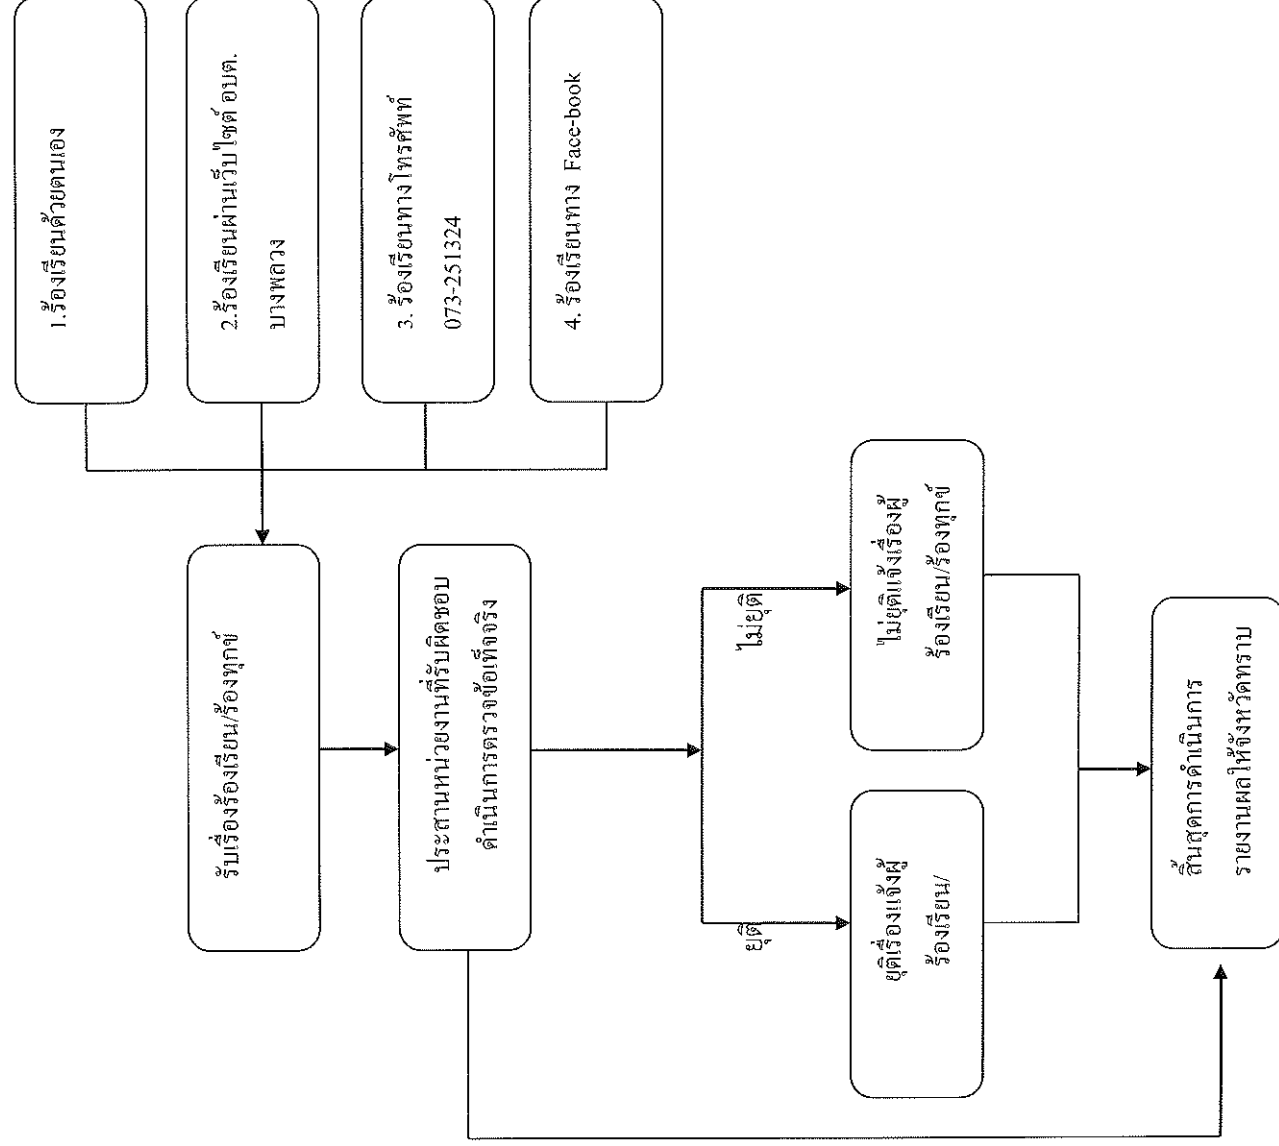 1.ร้องเรียนด้วยตนเอง
2.ร้องเรียนผ่านเว็บไซต์ อบต.
บางพลวง
3. ร้องเรียนทางโทรศัพท์
073-251324
4. ร้องเรียนทาง Face-book
รับเรื่องร้องเรียน/ร้องทุกข์
ประสานหน่วยงานที่รับผิดชอบ
ดำเนินการตรวจข้อเท็จจริง
ยุติ
ไม่ยุติ
ยุติเรื่องแจ้งผู้
ร้องเรียน/
ไม่ยุติแจ้งเรื่องผู้
ร้องเรียน/ร้องทุกข์
สิ้นสุดการดำเนินการ
รายงานผลให้จังหวัดทราบ